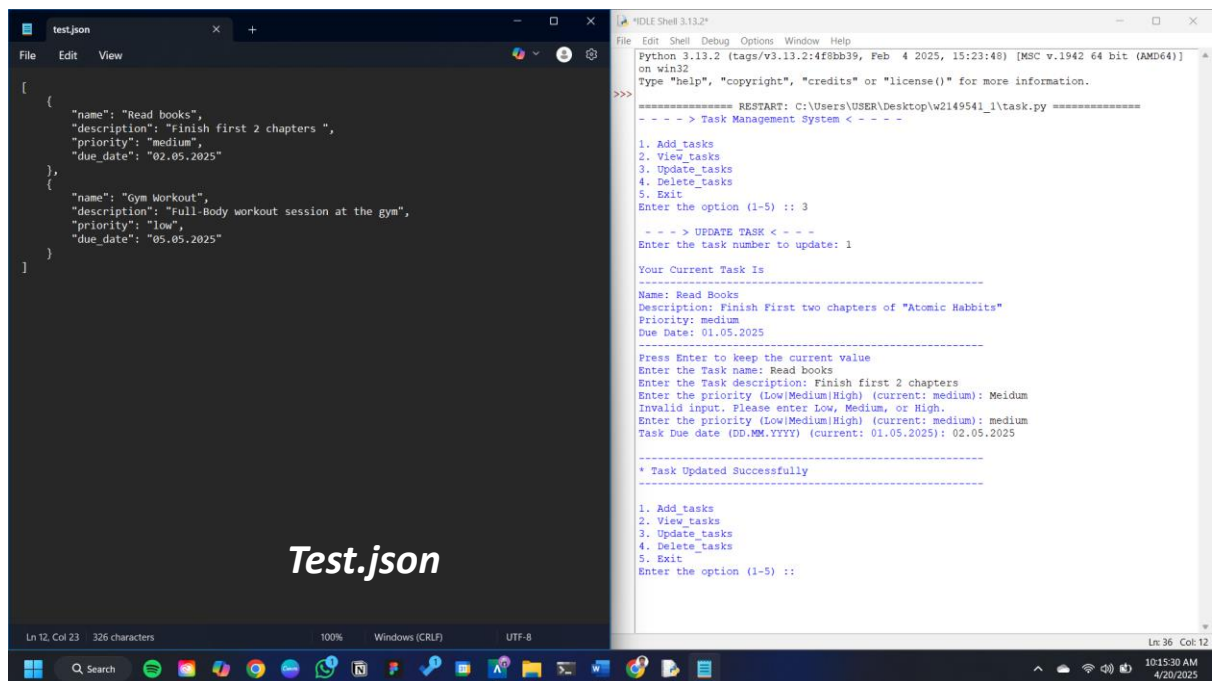 test.json
File Edit View
[
{
"name": "Read books",
"description": "Finish first 2 chapters ",
"priority": "medium",
"due_date": "02.05.2025"
},
{
"name": "Gym Workout",
"description": "Full-Body workout session at the gym",
"priority": "low",
"due_date": "05.05.2025"
}
]
Test.json
Ln 12, Col 23 326 characters 100% Windows (CRLF) UTF-8
*IDLE Shell 3.13.2*
File Edit Shell Debug Options Window Help
Python 3.13.2 (tags/v3.13.2:4f8bb39, Feb 4 2025, 15:23:48) [MSC v.1942 64 bit (AMD64)]
on win32
Type "help", "copyright", "credits" or "license()" for more information.
>>>
=============== RESTART: C:\Users\USER\Desktop\w2149541_1\task.py ==============
- - - - > Task Management System < - - - -
1. Add_tasks
2. View_tasks
3. Update_tasks
4. Delete_tasks
5. Exit
Enter the option (1-5) :: 3
- - - > UPDATE TASK < - - -
Enter the task number to update: 1
Your Current Task Is
------------------------------------------------------
Name: Read Books
Description: Finish First two chapters of "Atomic Habbits"
Priority: medium
Due Date: 01.05.2025
------------------------------------------------------
Press Enter to keep the current value
Enter the Task name: Read books
Enter the Task description: Finish first 2 chapters
Enter the priority (Low|Medium|High) (current: medium): Meidum
Invalid input. Please enter Low, Medium, or High.
Enter the priority (Low|Medium|High) (current: medium): medium
Task Due date (DD.MM.YYYY) (current: 01.05.2025): 02.05.2025
------------------------------------------------------
* Task Updated Successfully
------------------------------------------------------
1. Add_tasks
2. View_tasks
3. Update_tasks
4. Delete_tasks
5. Exit
Enter the option (1-5) ::
Ln: 36 Col: 12
Search
10:15:30 AM
4/20/2025